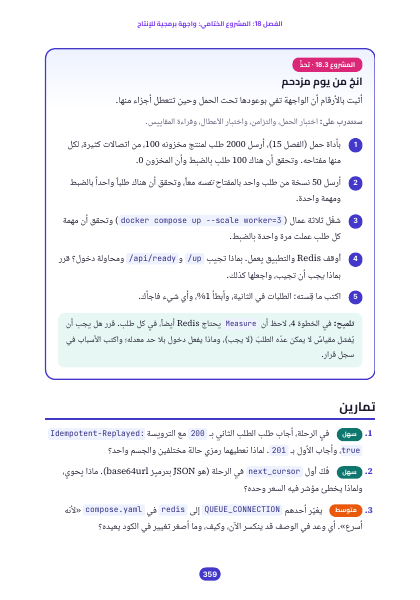 الفصل 18: المشروع الختامي: واجهة برمجية للإنتاج
المشروع 18.3 · تحدٍّ
انجُ من يوم مزدحم
أثبت بالأرقام أن الواجهة تفي بوعودها تحت الحمل وحين تتعطل أجزاء منها.
ستتدرب على: اختبار الحمل، والتزامن، واختبار الأعطال، وقراءة المقاييس.
1 بأداة حمل (الفصل 15)، أرسل 2000 طلب لمنتج مخزونه 100، من اتصالات كثيرة، لكل
منها مفتاحه. وتحقق أن هناك 100 طلب بالضبط وأن المخزون 0.
2 أرسل 50 نسخة من طلب واحد بالمفتاح نفسه معاً، وتحقق أن هناك طلباً واحداً بالضبط
ومهمة واحدة.
3 شغّل ثلاثة عمال (docker compose up --scale worker=3) وتحقق أن مهمة
كل طلب عملت مرة واحدة بالضبط.
4 أوقف Redis والتطبيق يعمل. بماذا تجيب /up و /api/ready ومحاولة دخول؟ قرر
بماذا يجب أن تجيب، واجعلها كذلك.
5 اكتب ما قسته: الطلبات في الثانية، وأبطأ 1%، وأي شيء فاجأك.
تلميح: في الخطوة 4، لاحظ أن Measure يحتاج Redis أيضاً، في كل طلب. قرر هل يجب أن
يُفشل مقياسٌ لا يمكن عدّه الطلبَ (لا يجب)، وماذا يفعل دخول بلا حد معدله؛ واكتب الأسباب في
سجل قرار.
تمارين
1. سهل في الرحلة، أجاب طلب الطلب الثاني بـ 200 مع الترويسة Idempotent-Replayed:
true، وأجاب الأول بـ 201. لماذا نعطيهما رمزي حالة مختلفين والجسم واحد؟
2. سهل فُك أول next_cursor في الرحلة (هو JSON بترميز base64url). ماذا يحوي،
ولماذا يخطئ مؤشر فيه السعر وحده؟
3. متوسط يغيّر أحدهم QUEUE_CONNECTION إلى redis في compose.yaml «لأنه
أسرع». أي وعد في الوصف قد ينكسر الآن، وكيف، وما أصغر تغيير في الكود يعيده؟
359